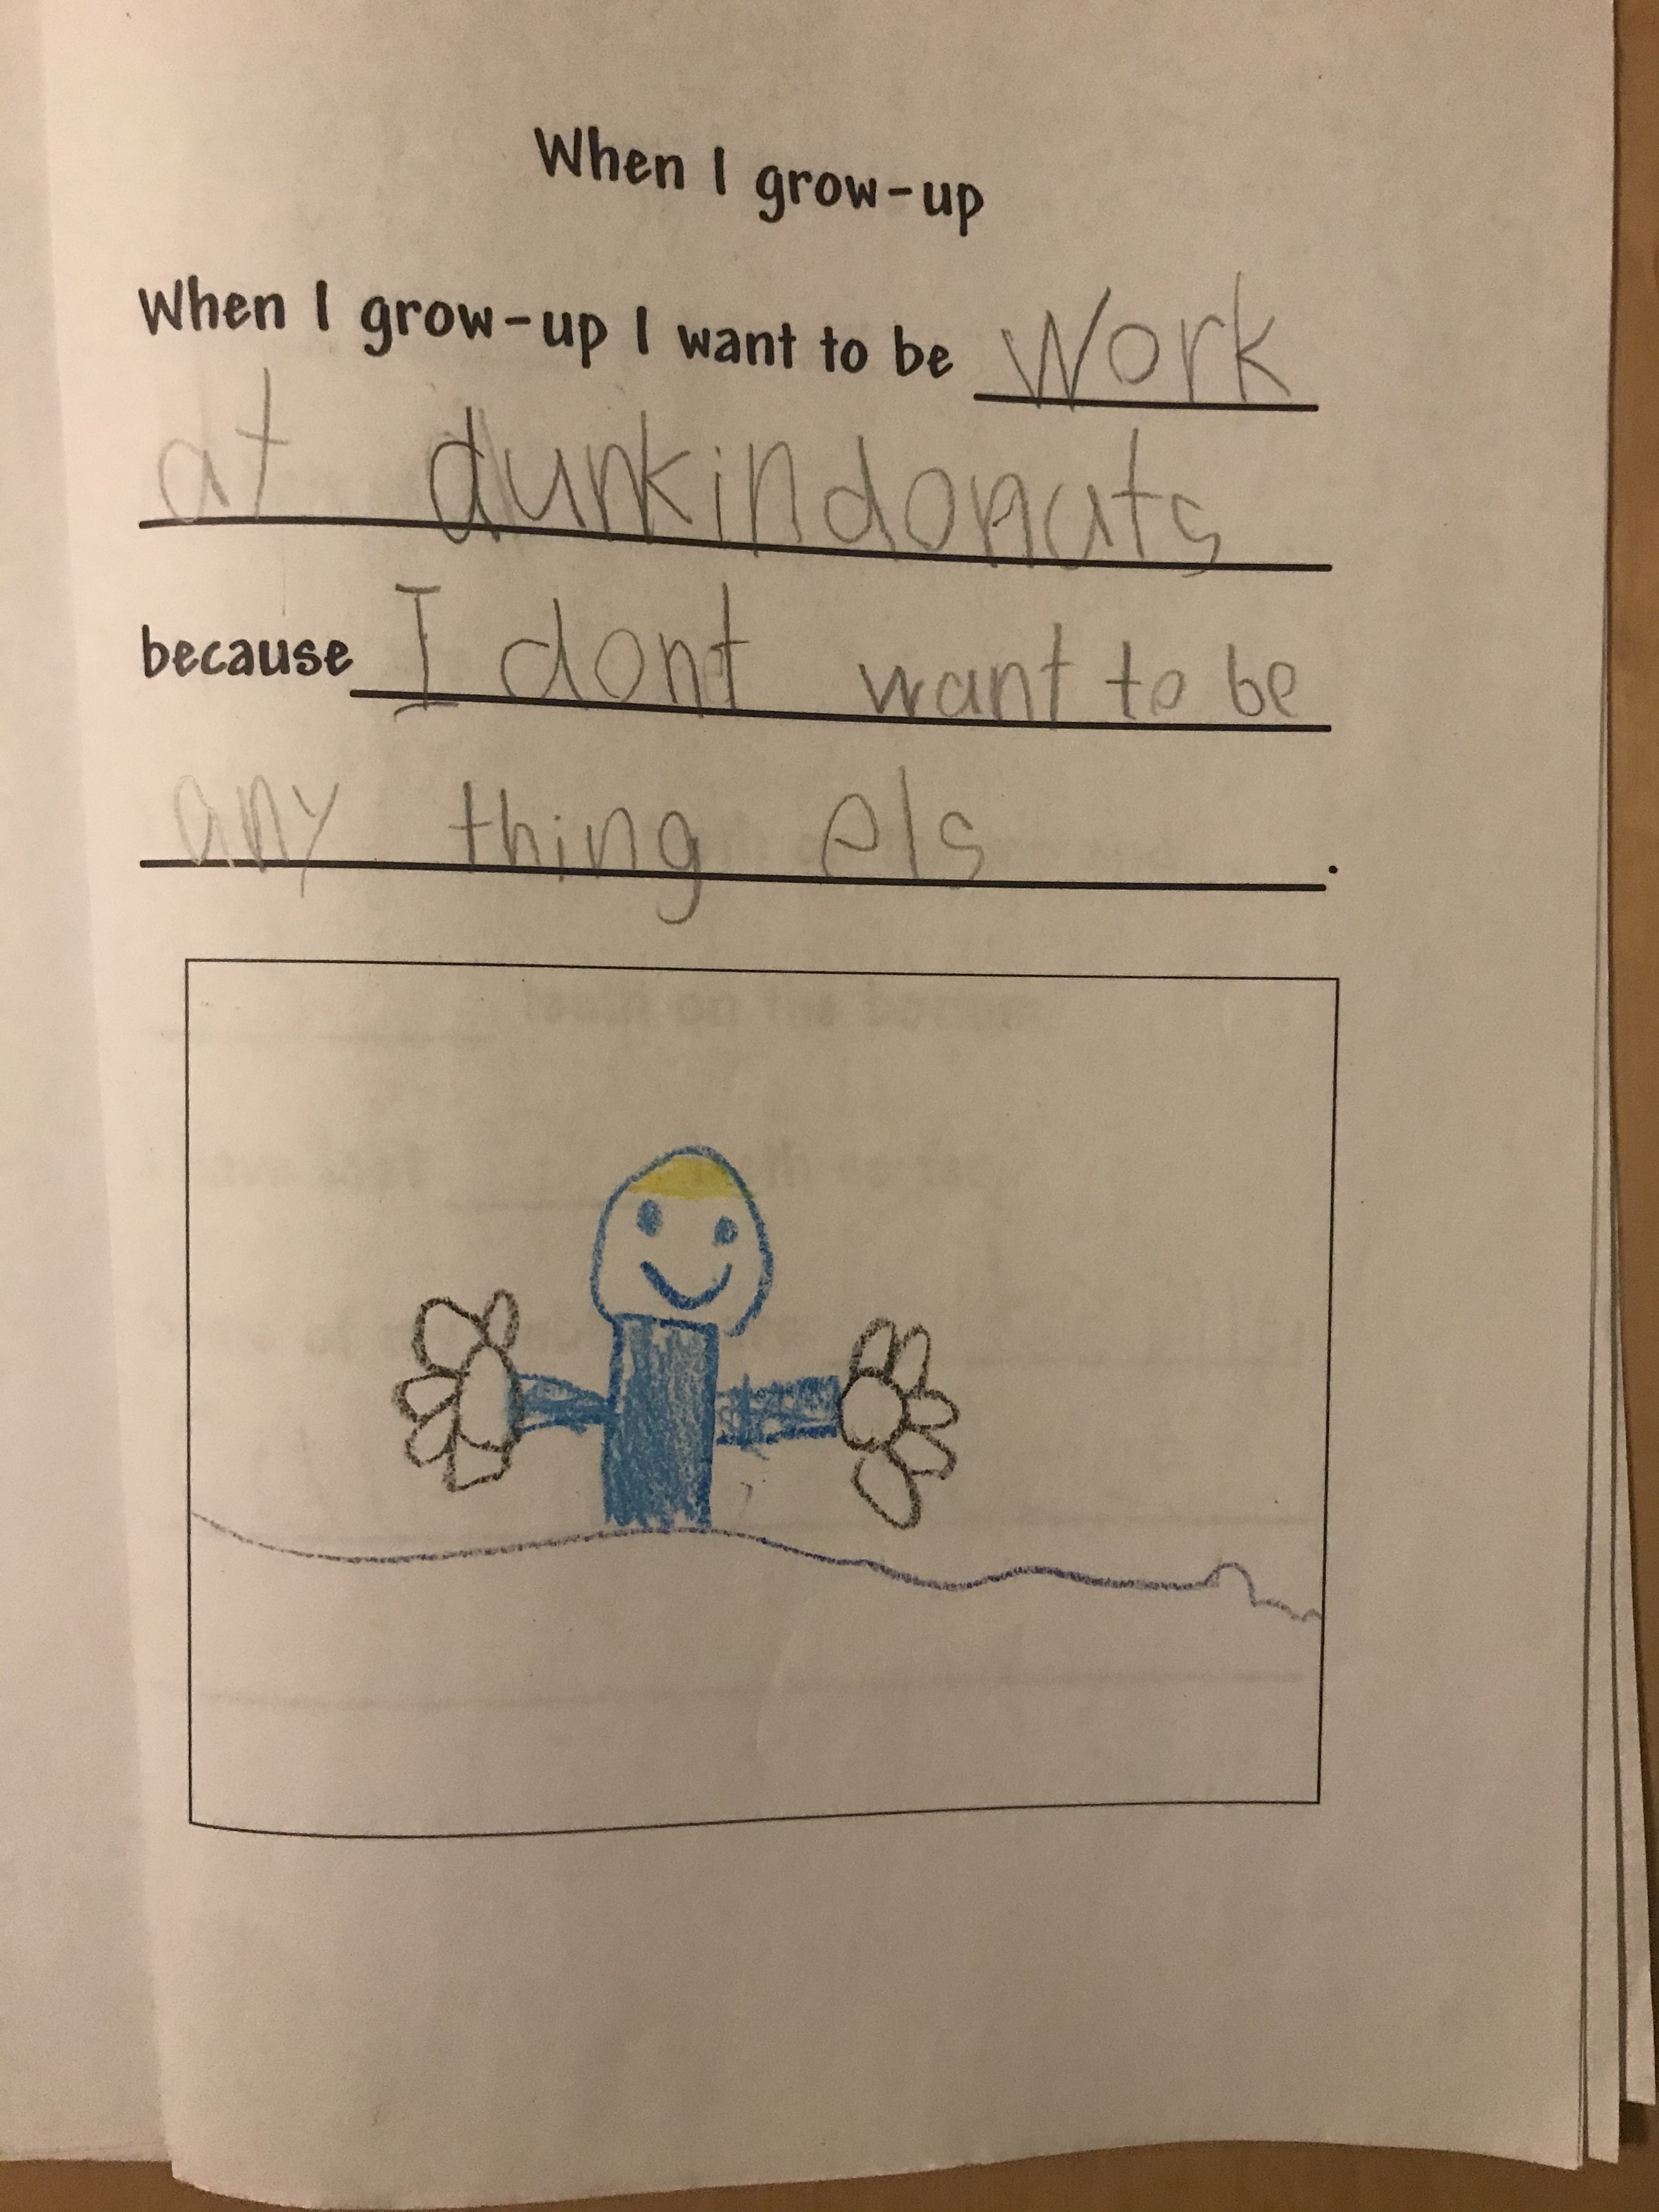 When I grow-up
When I grow-up I want to be work
at dunkindonuts
because I dont want to be
any thing els.